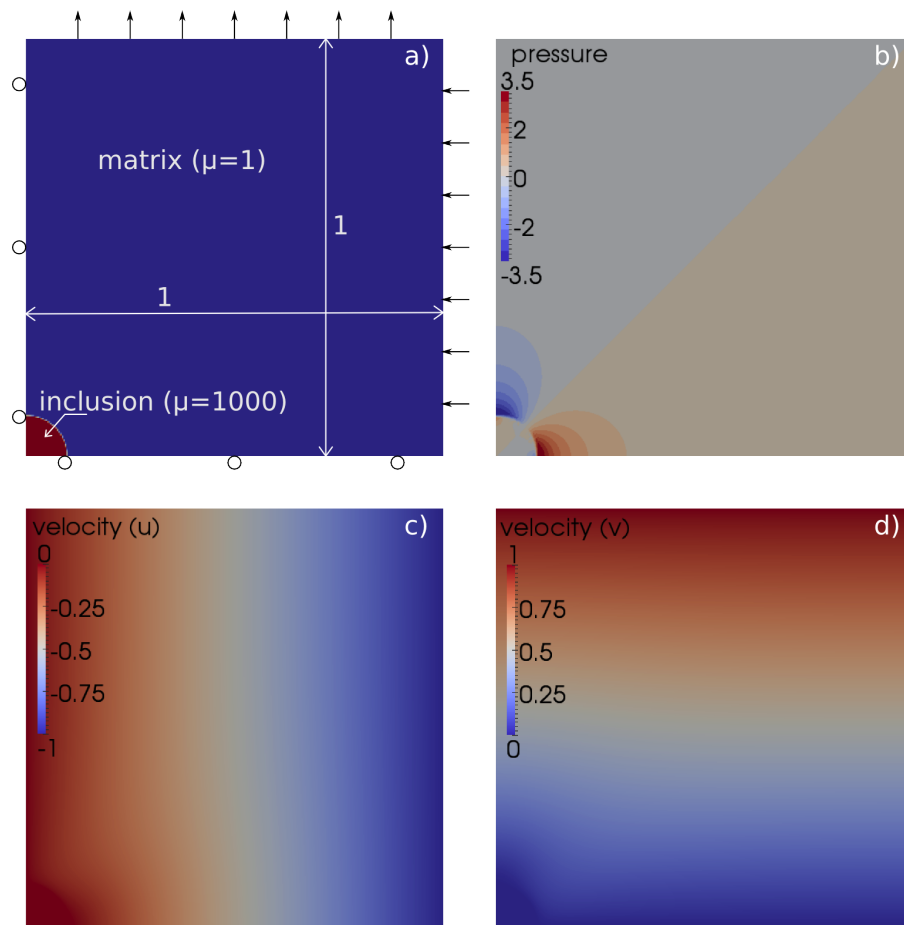 a)
matrix (μ=1)
1
1
inclusion (μ=1000)
b)
pressure
3.5
2
0
-2
-3.5
c)
velocity (u)
0
-0.25
-0.5
-0.75
-1
d)
velocity (v)
1
0.75
0.5
0.25
0